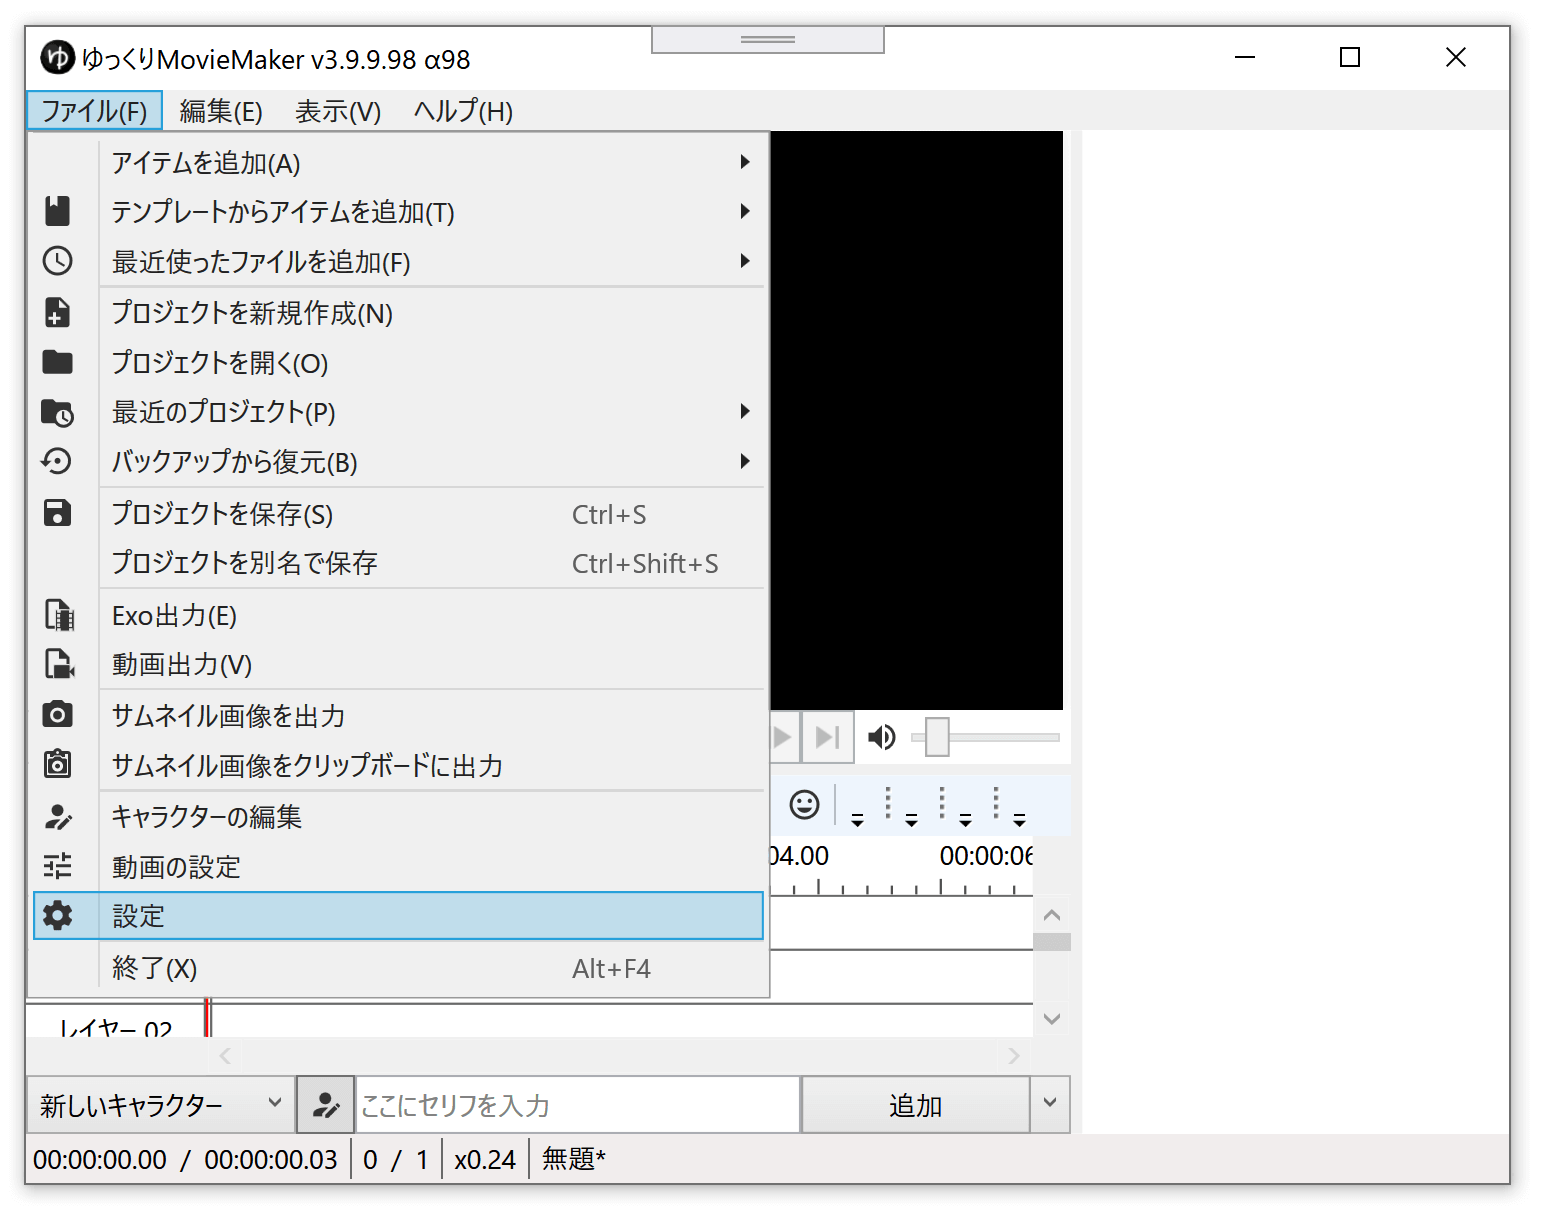 ゆっくりMovieMaker v3.9.9.98 α98
ファイル(F) 編集(E) 表示(V) ヘルプ(H)
アイテムを追加(A)
テンプレートからアイテムを追加(T)
最近使ったファイルを追加(F)
プロジェクトを新規作成(N)
プロジェクトを開く(O)
最近のプロジェクト(P)
バックアップから復元(B)
プロジェクトを保存(S) Ctrl+S
プロジェクトを別名で保存 Ctrl+Shift+S
Exo出力(E)
動画出力(V)
サムネイル画像を出力
サムネイル画像をクリップボードに出力
キャラクターの編集
動画の設定
設定
終了(X) Alt+F4
04.00 00:00:06
レイヤー 02
新しいキャラクター ここにセリフを入力 追加
00:00:00.00 / 00:00:00.03 0 / 1 x0.24 無題*